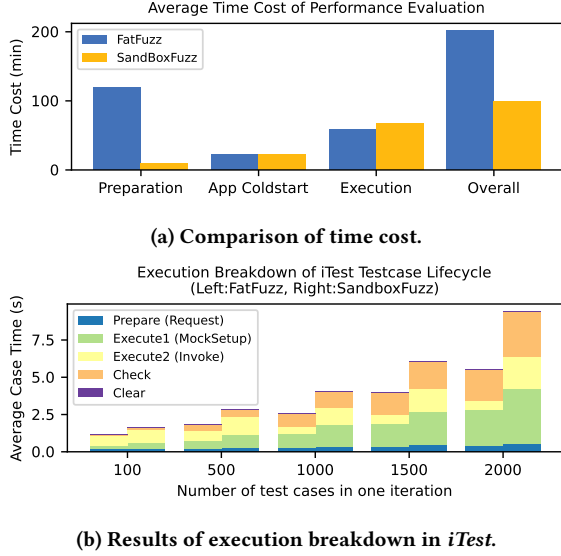 Average Time Cost of Performance Evaluation
FatFuzz
SandBoxFuzz
Time Cost (min)
200
100
0
Preparation
App Coldstart
Execution
Overall
(a) Comparison of time cost.
Execution Breakdown of iTest Testcase Lifecycle
(Left:FatFuzz, Right:SandboxFuzz)
Prepare (Request)
Execute1 (MockSetup)
Execute2 (Invoke)
Check
Clear
Average Case Time (s)
7.5
5.0
2.5
0.0
100
500
1000
1500
2000
Number of test cases in one iteration
(b) Results of execution breakdown in iTest.